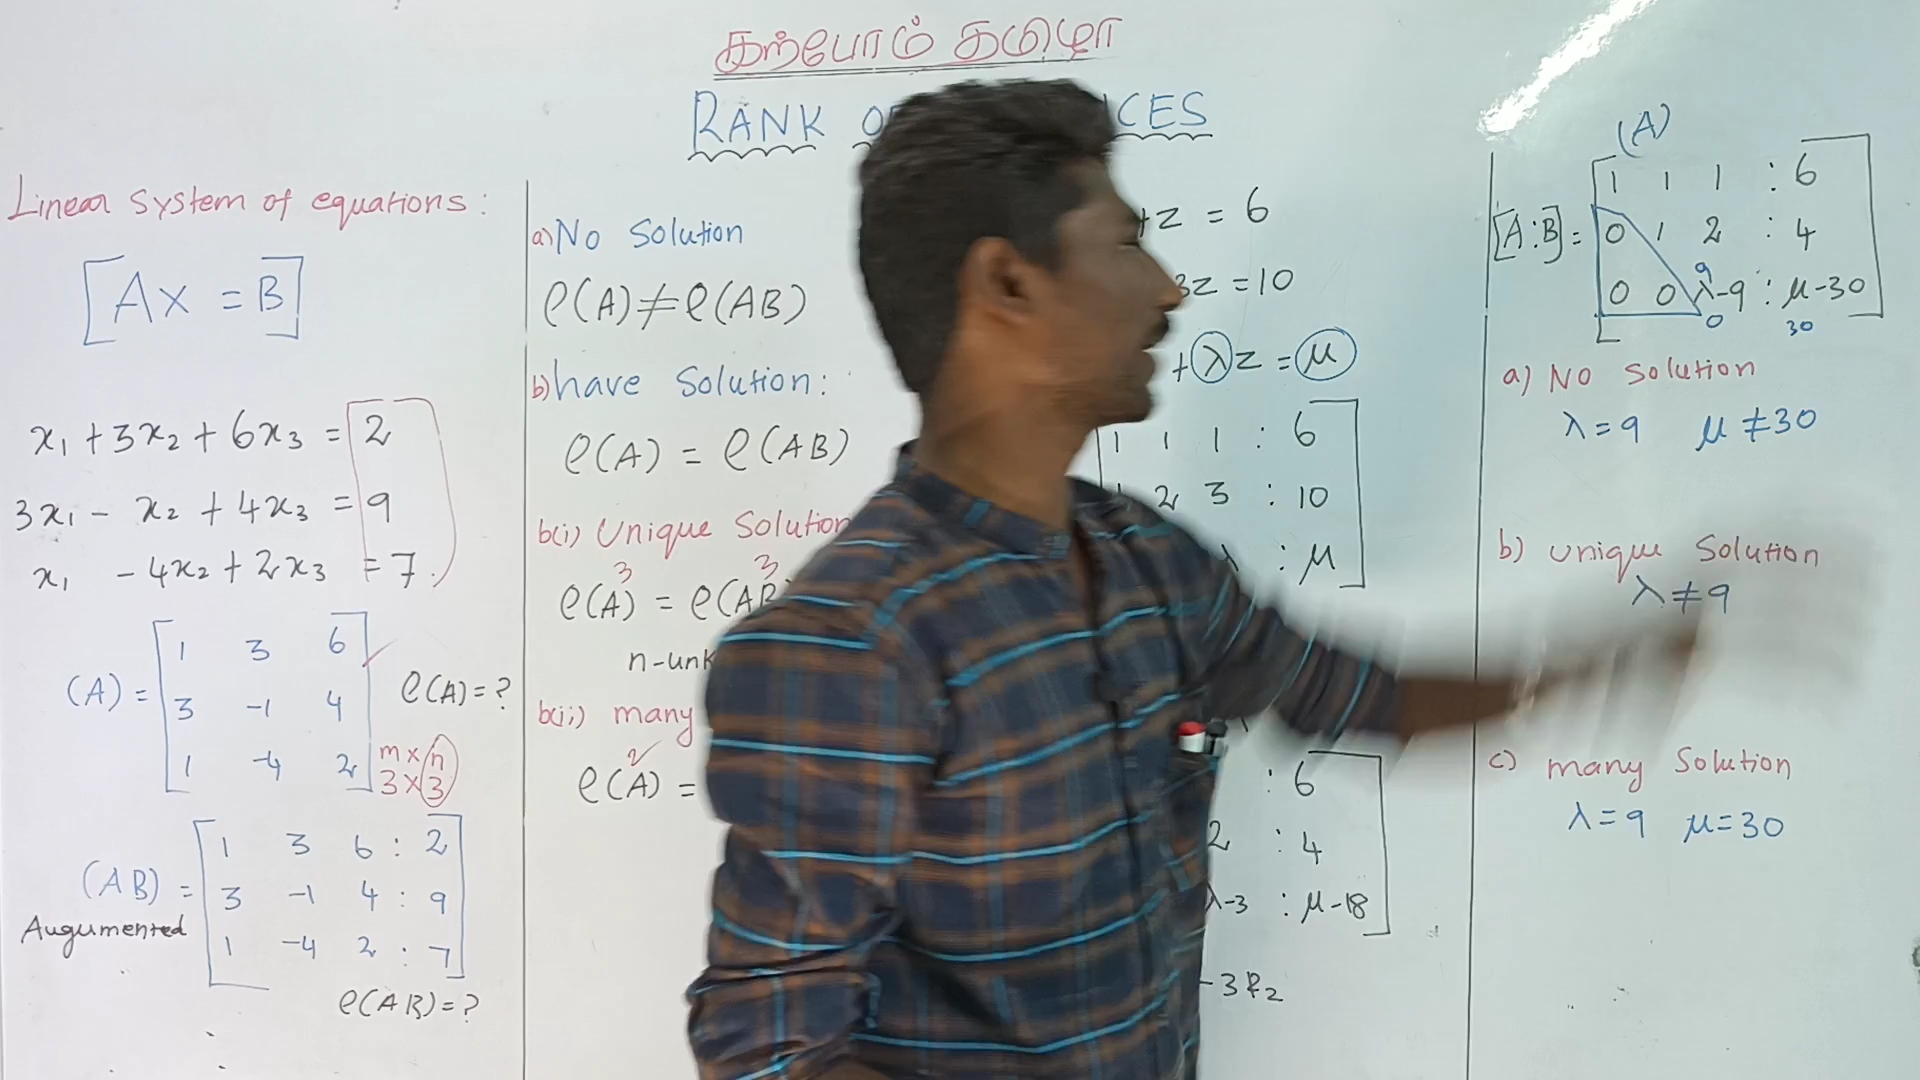 கற்போம் தமிழா
RANK
CES
Linear System of equations:
[AX = B]
x₁ + 3x₂ + 6x₃ = 2
3x₁ - x₂ + 4x₃ = 9
x₁ - 4x₂ + 2x₃ = 7.
(A) =
1 3 6
3 -1 4
1 -4 2
ρ(A) = ?
m×n
3×3
(AB) =
Augumented
1 3 6 : 2
3 -1 4 : 9
1 -4 2 : 7
ρ(AB) = ?
a) No Solution
ρ(A) ≠ ρ(AB)
b) have Solution:
ρ(A) = ρ(AB)
b(i) Unique Solution
3 3
ρ(A) = ρ(AB
b(ii) many
2
ρ(A) =
+z = 6
3z = 10
+λz = μ
1 1 1 : 6
2 3 : 10
λ : μ
: 6
2 : 4
λ-3 : μ-18
-3R₂
(A)
[A:B] =
1 1 1 : 6
0 1 2 : 4
9
0 0 λ-9 : μ-30
0 30
a) No Solution
λ=9 μ≠30
b) unique Solution
λ≠9
c) many Solution
λ=9 μ=30